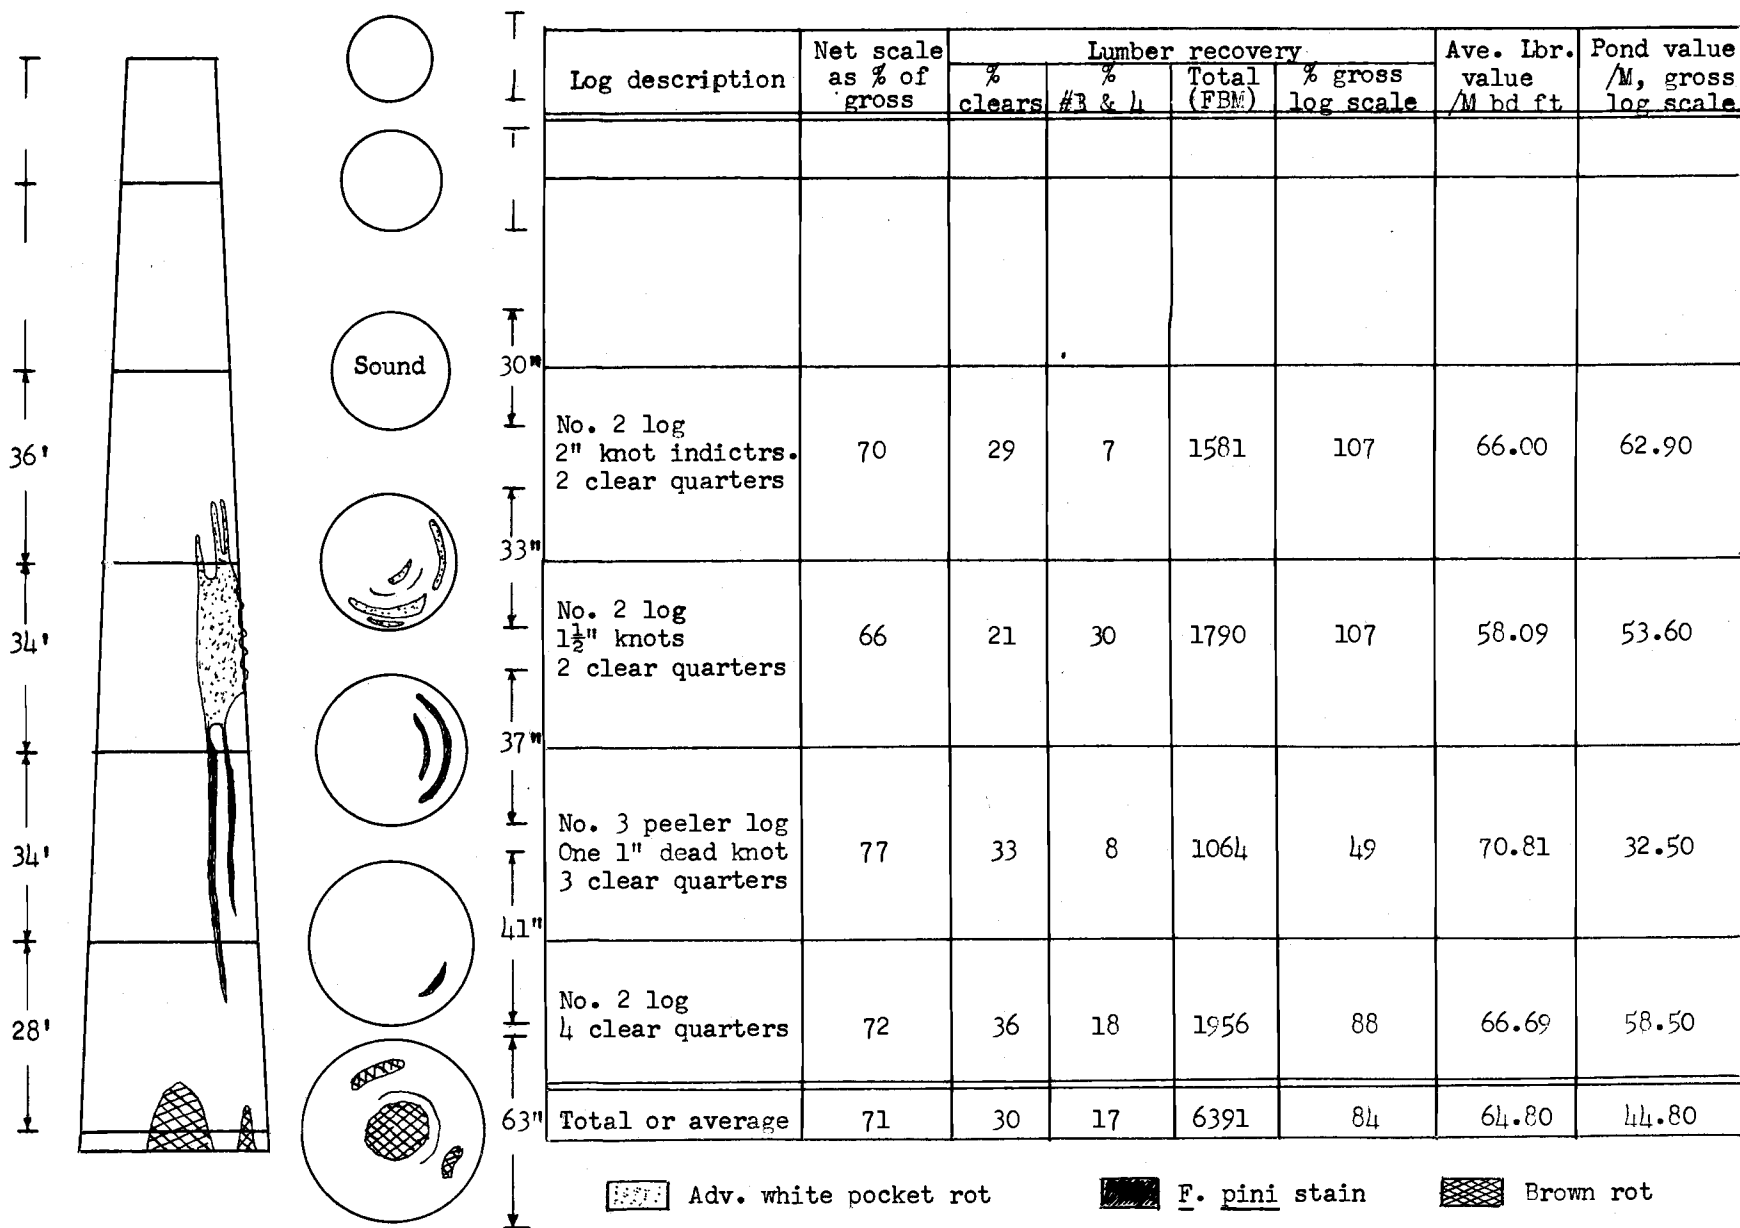 Log description
Net scale
as % of
gross
Lumber recovery
%
clears
%
#3 & 4
Total
(FBM)
% gross
log scale
Ave. Lbr.
value
/M bd ft
Pond value
/M, gross
log scale
Sound
30"
36'
No. 2 log
2" knot indictrs.
2 clear quarters
70 29 7 1581 107 66.00 62.90
33"
34'
No. 2 log
1½" knots
2 clear quarters
66 21 30 1790 107 58.09 53.60
37"
34'
No. 3 peeler log
One 1" dead knot
3 clear quarters
77 33 8 1064 49 70.81 32.50
41"
28'
No. 2 log
4 clear quarters
72 36 18 1956 88 66.69 58.50
63"
Total or average 71 30 17 6391 84 64.80 44.80
Adv. white pocket rot F. pini stain Brown rot